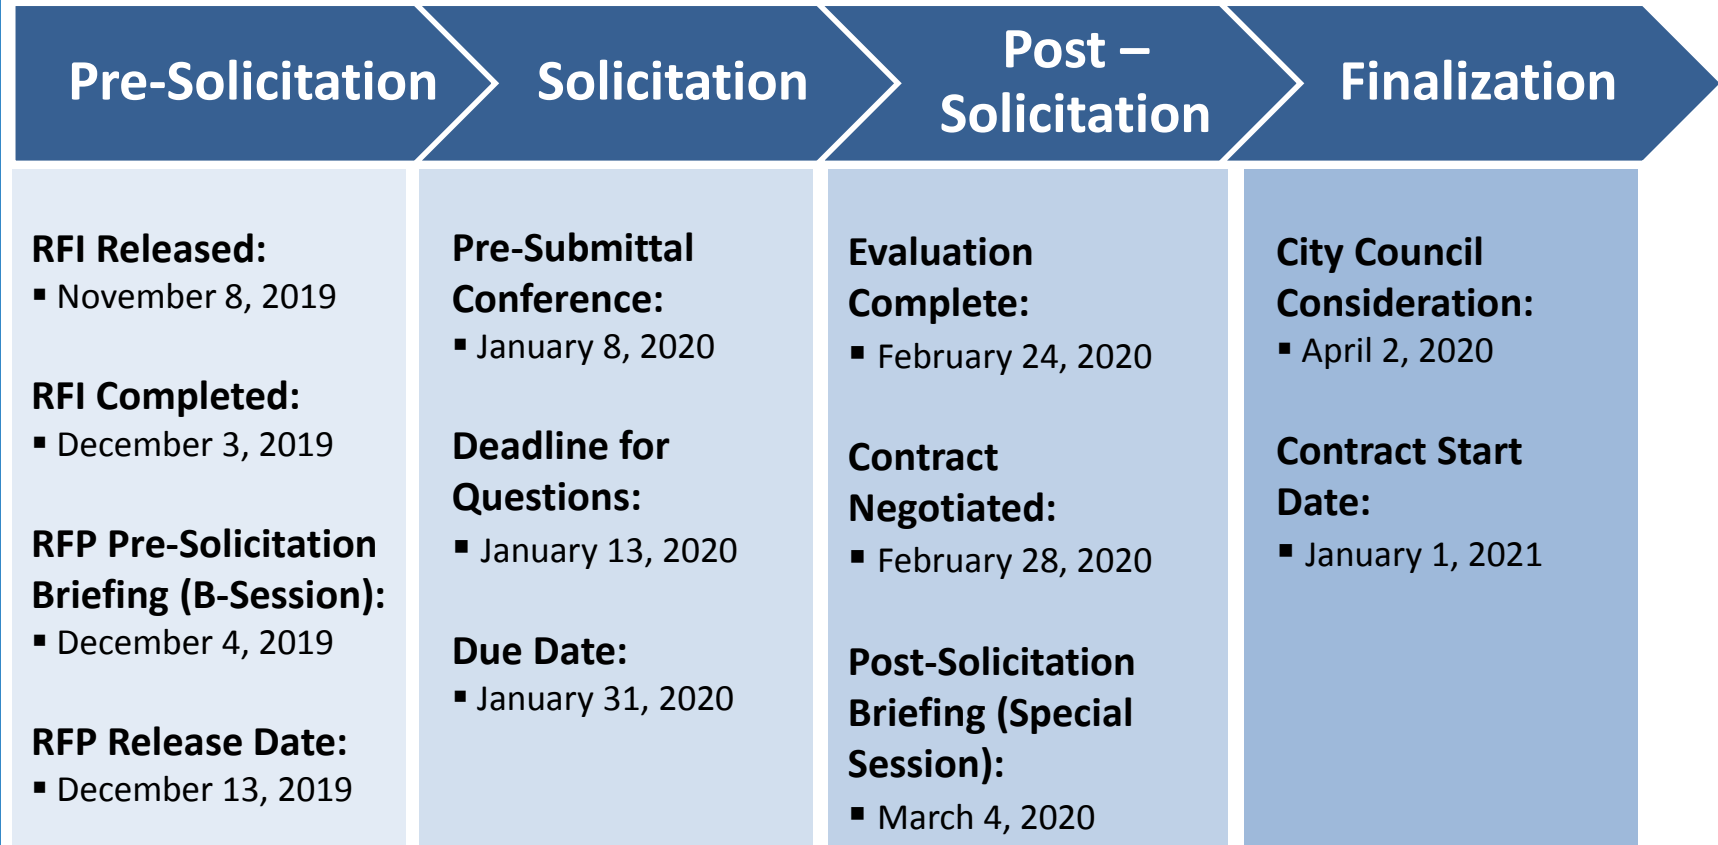 Pre-Solicitation
Solicitation
Post –
Solicitation
Finalization
RFI Released:
▪ November 8, 2019
RFI Completed:
▪ December 3, 2019
RFP Pre-Solicitation
Briefing (B-Session):
▪ December 4, 2019
RFP Release Date:
▪ December 13, 2019
Pre-Submittal
Conference:
▪ January 8, 2020
Deadline for
Questions:
▪ January 13, 2020
Due Date:
▪ January 31, 2020
Evaluation
Complete:
▪ February 24, 2020
Contract
Negotiated:
▪ February 28, 2020
Post-Solicitation
Briefing (Special
Session):
▪ March 4, 2020
City Council
Consideration:
▪ April 2, 2020
Contract Start
Date:
▪ January 1, 2021